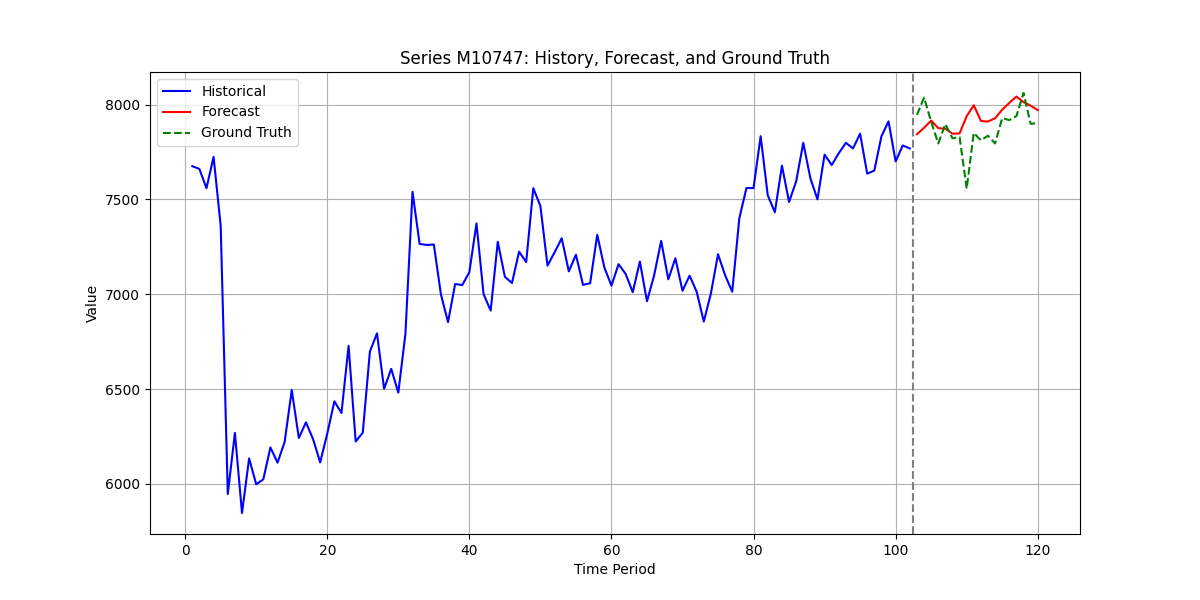 Series M10747: History, Forecast, and Ground Truth
Historical
Forecast
Ground Truth
Value
8000
7500
7000
6500
6000
0 20 40 60 80 100 120
Time Period